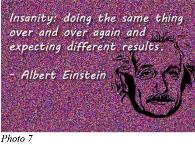 Insanity: doing the same thing
over and over again and
expecting different results.
- Albert Einstein
Photo 7